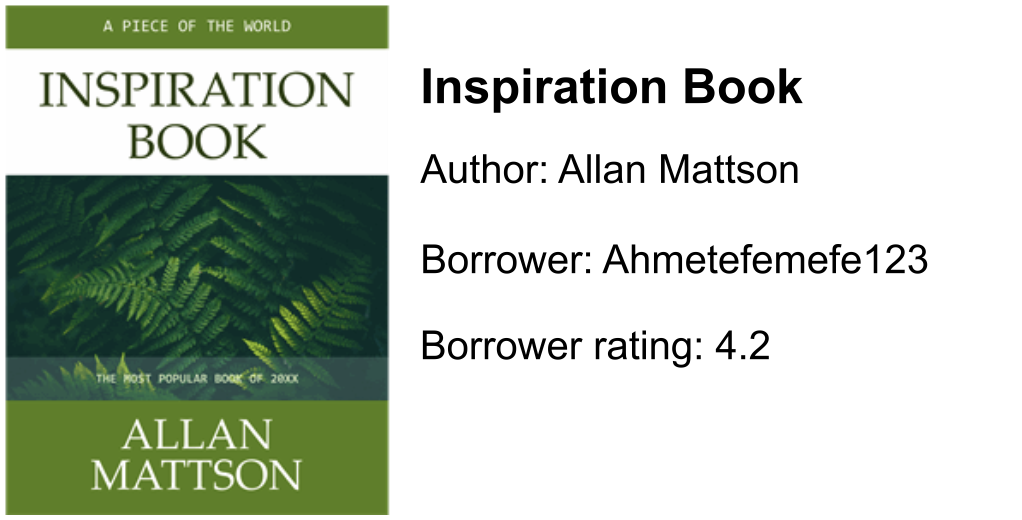 A PIECE OF THE WORLD
INSPIRATION
BOOK
THE MOST POPULAR BOOK OF 20XX
ALLAN
MATTSON
Inspiration Book
Author: Allan Mattson
Borrower: Ahmetefemefe123
Borrower rating: 4.2